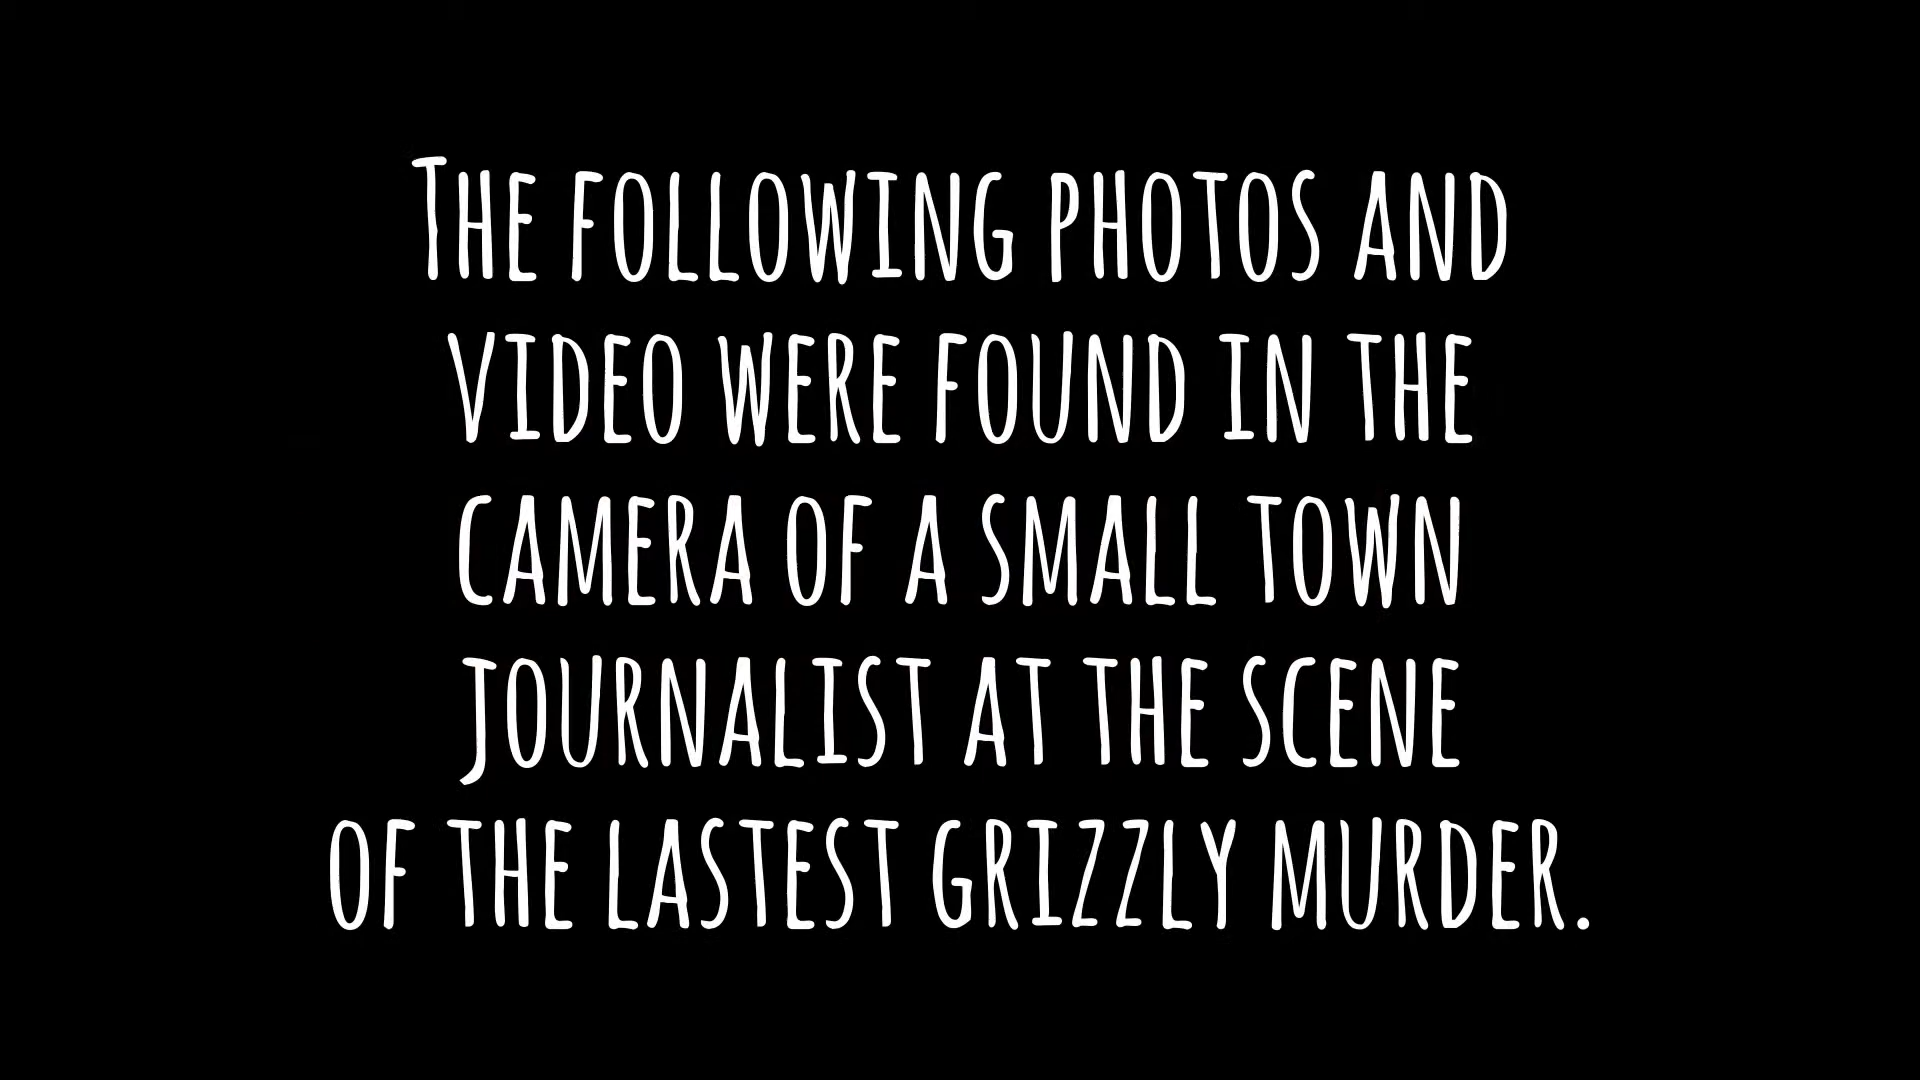 The following photos and
video were found in the
camera of a small town
journalist at the scene
of the lastest grizzly murder.